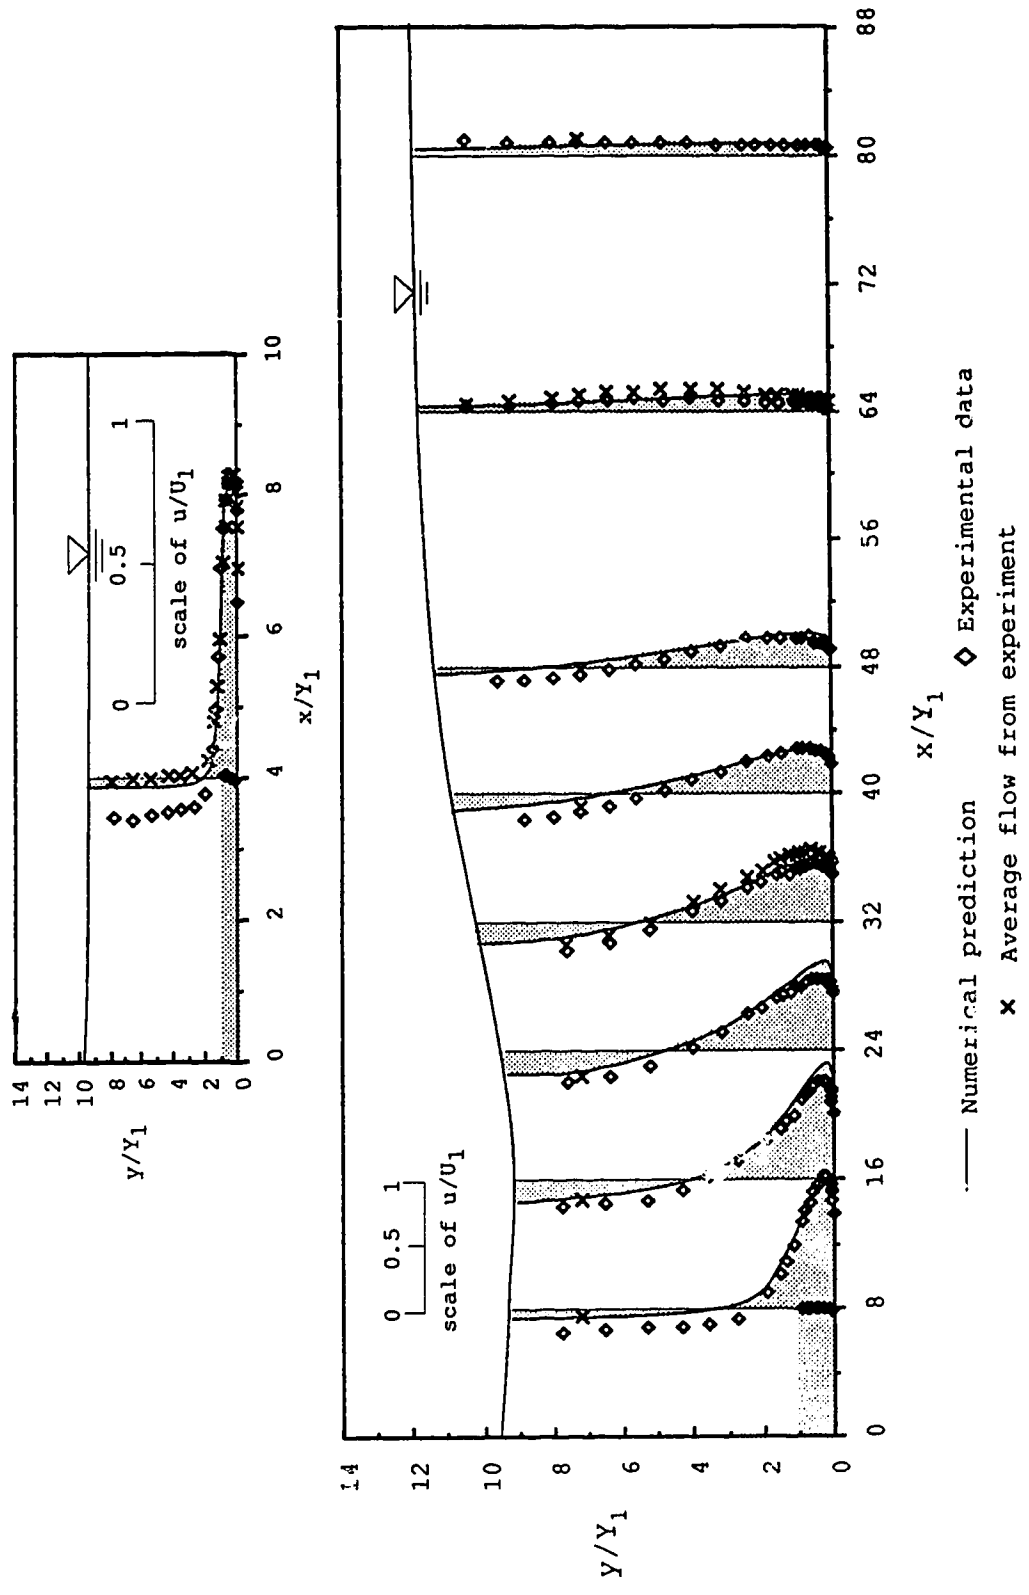 14
12
10
8
6
4
2
0
y/Y1
0 0.5 1
scale of u/U1
0 2 4 6 8 10
x/Y1
14
12
10
8
6
4
2
0
y/Y1
0 0.5 1
scale of u/U1
0 8 16 24 32 40 48 56 64 72 80 88
x/Y1
Numerical prediction
Experimental data
× Average flow from experiment